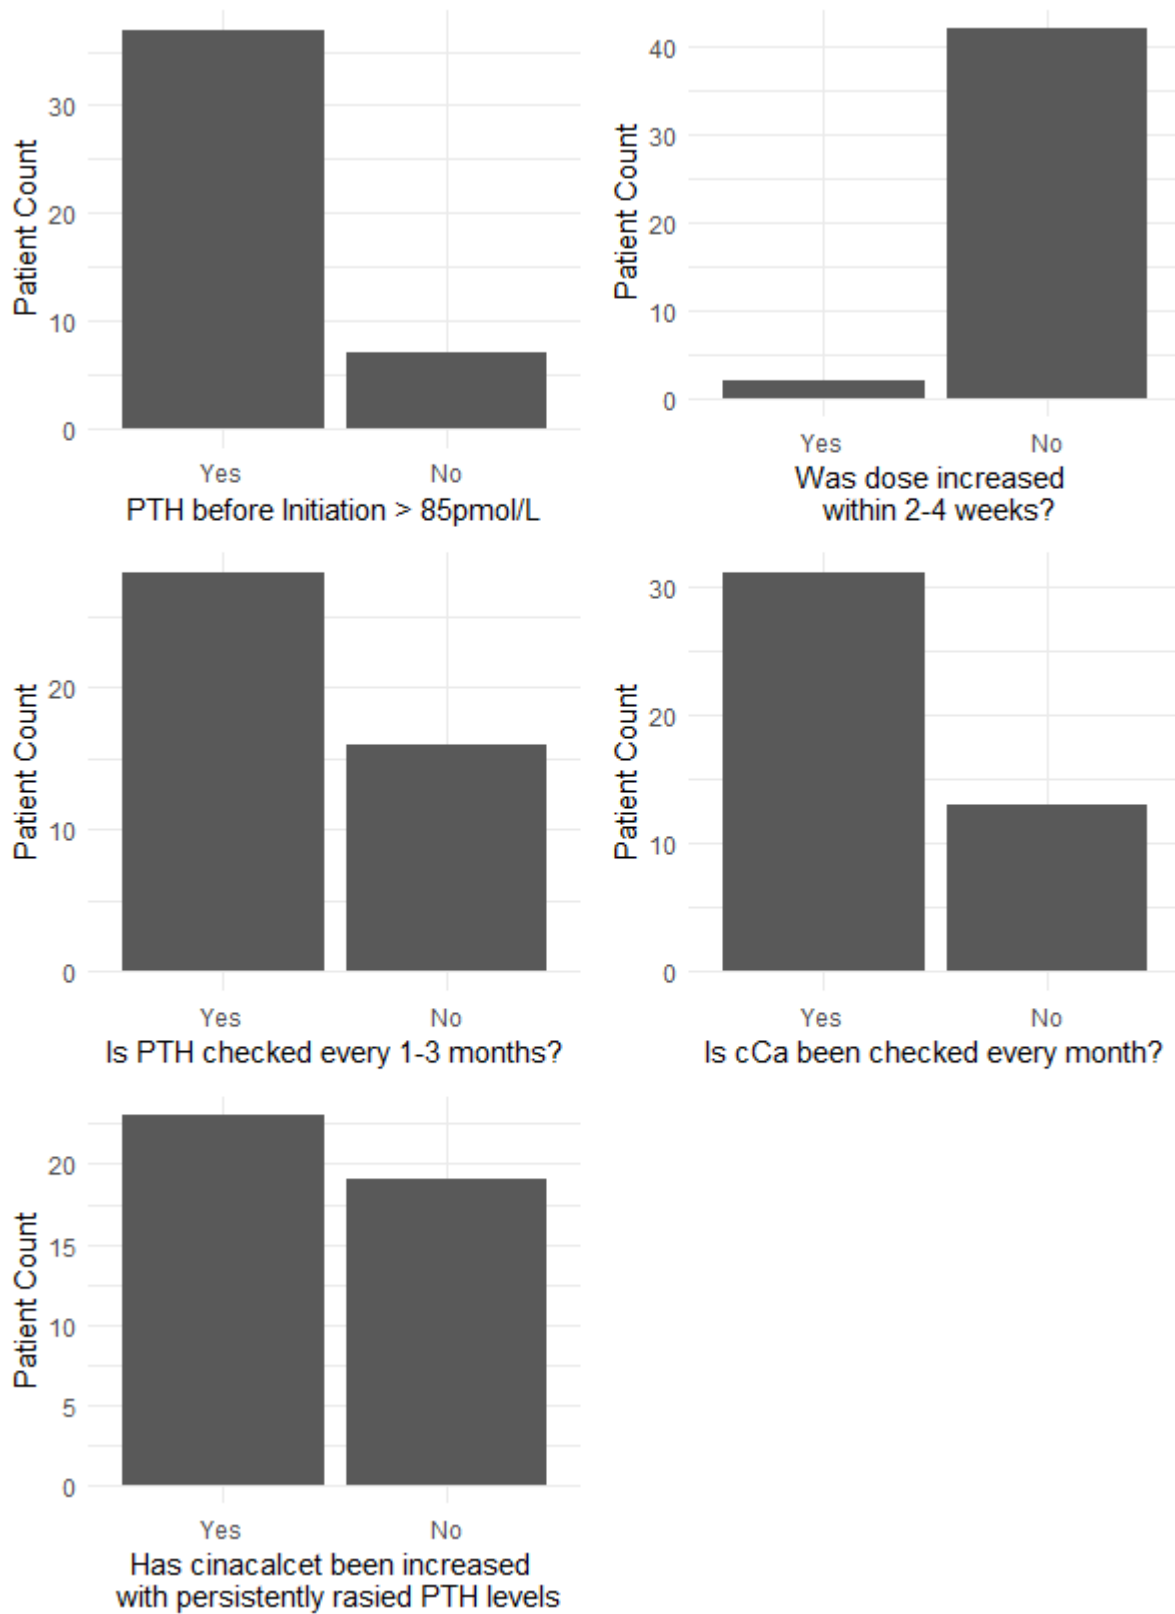 Patient Count
30
20
10
0
Yes No
PTH before Initiation > 85pmol/L
Patient Count
40
30
20
10
0
Yes No
Was dose increased
within 2-4 weeks?
Patient Count
20
10
0
Yes No
Is PTH checked every 1-3 months?
Patient Count
30
20
10
0
Yes No
Is cCa been checked every month?
Patient Count
20
15
10
5
0
Yes No
Has cinacalcet been increased
with persistently rasied PTH levels